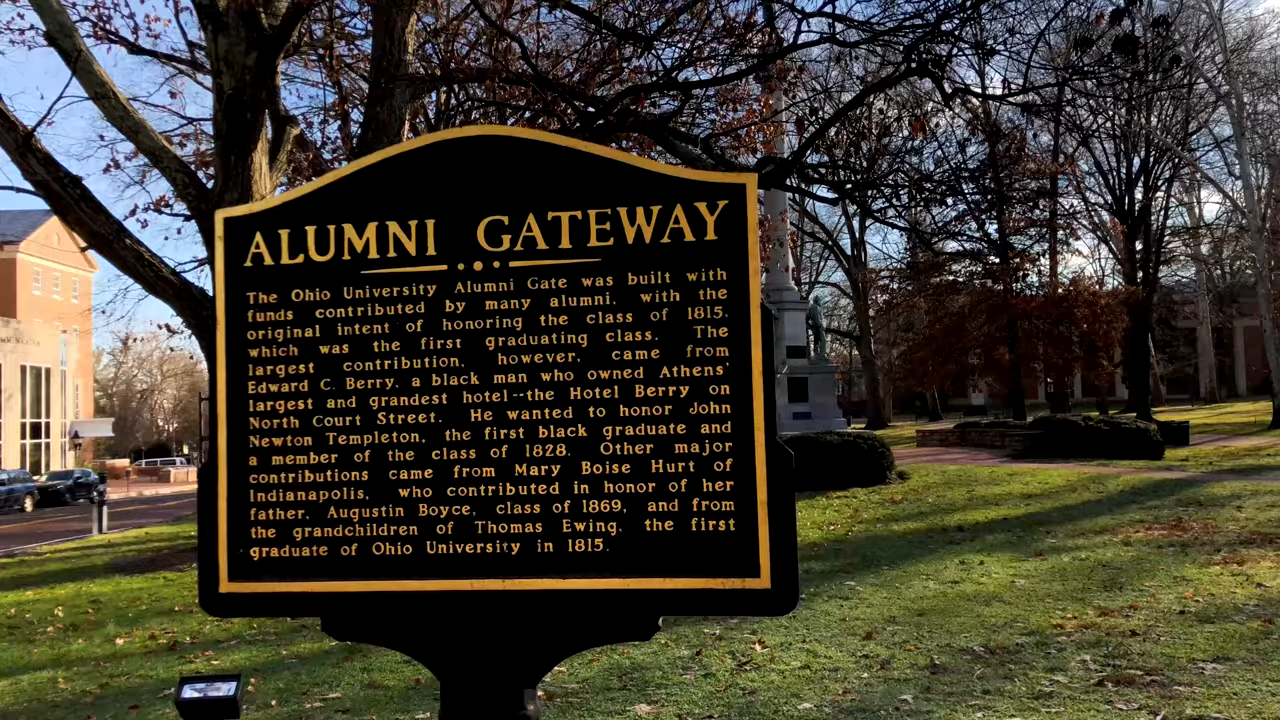 ALUMNI GATEWAY
The Ohio University Alumni Gate was built with
funds contributed by many alumni, with the
original intent of honoring the class of 1815,
which was the first graduating class. The
largest contribution, however, came from
Edward C. Berry, a black man who owned Athens'
largest and grandest hotel--the Hotel Berry on
North Court Street. He wanted to honor John
Newton Templeton, the first black graduate and
a member of the class of 1828. Other major
contributions came from Mary Boise Hurt of
Indianapolis, who contributed in honor of her
father, Augustin Boyce, class of 1869, and from
the grandchildren of Thomas Ewing, the first
graduate of Ohio University in 1815.